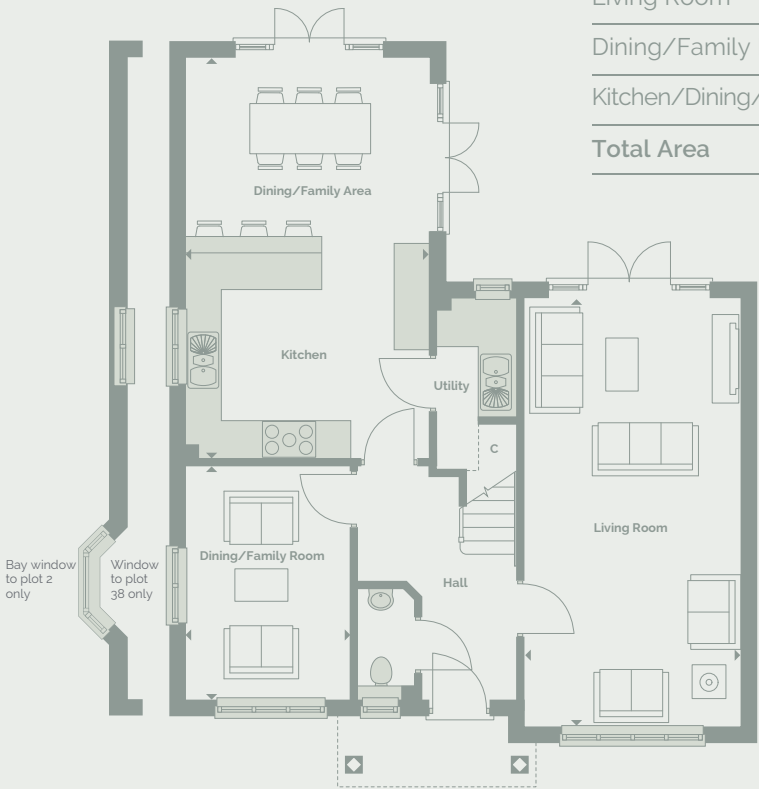 Living Room
Dining/Family
Kitchen/Dining/
Total Area
Dining/Family Area
Kitchen
Utility
C
Living Room
Dining/Family Room
Bay window
to plot 2
only
Window
to plot
38 only
Hall